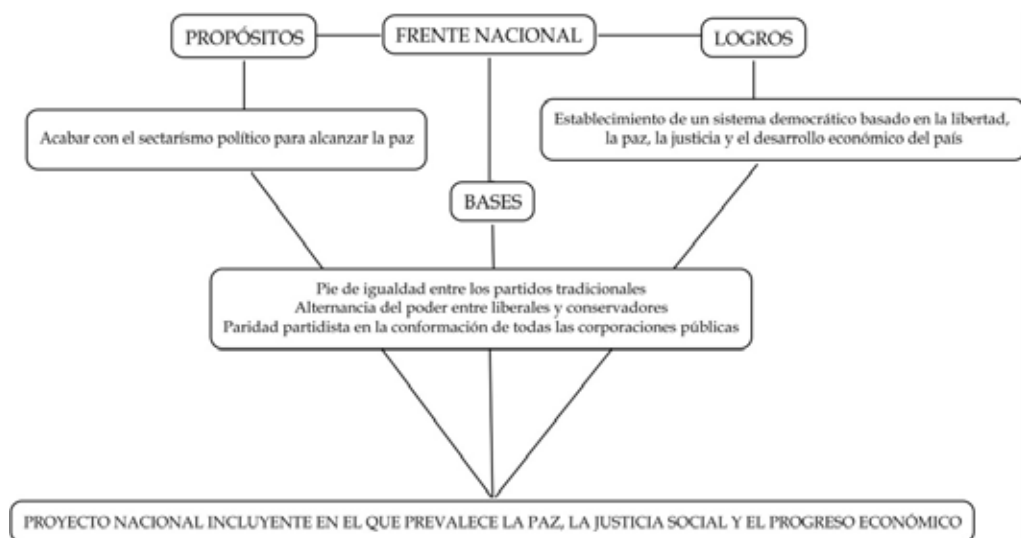 PROPÓSITOS
FRENTE NACIONAL
LOGROS
Acabar con el sectarísmo político para alcanzar la paz
Establecimiento de un sistema democrático basado en la libertad,
la paz, la justicia y el desarrollo económico del país
BASES
Pie de igualdad entre los partidos tradicionales
Alternancia del poder entre liberales y conservadores
Paridad partidista en la conformación de todas las corporaciones públicas
PROYECTO NACIONAL INCLUYENTE EN EL QUE PREVALECE LA PAZ, LA JUSTICIA SOCIAL Y EL PROGRESO ECONÓMICO